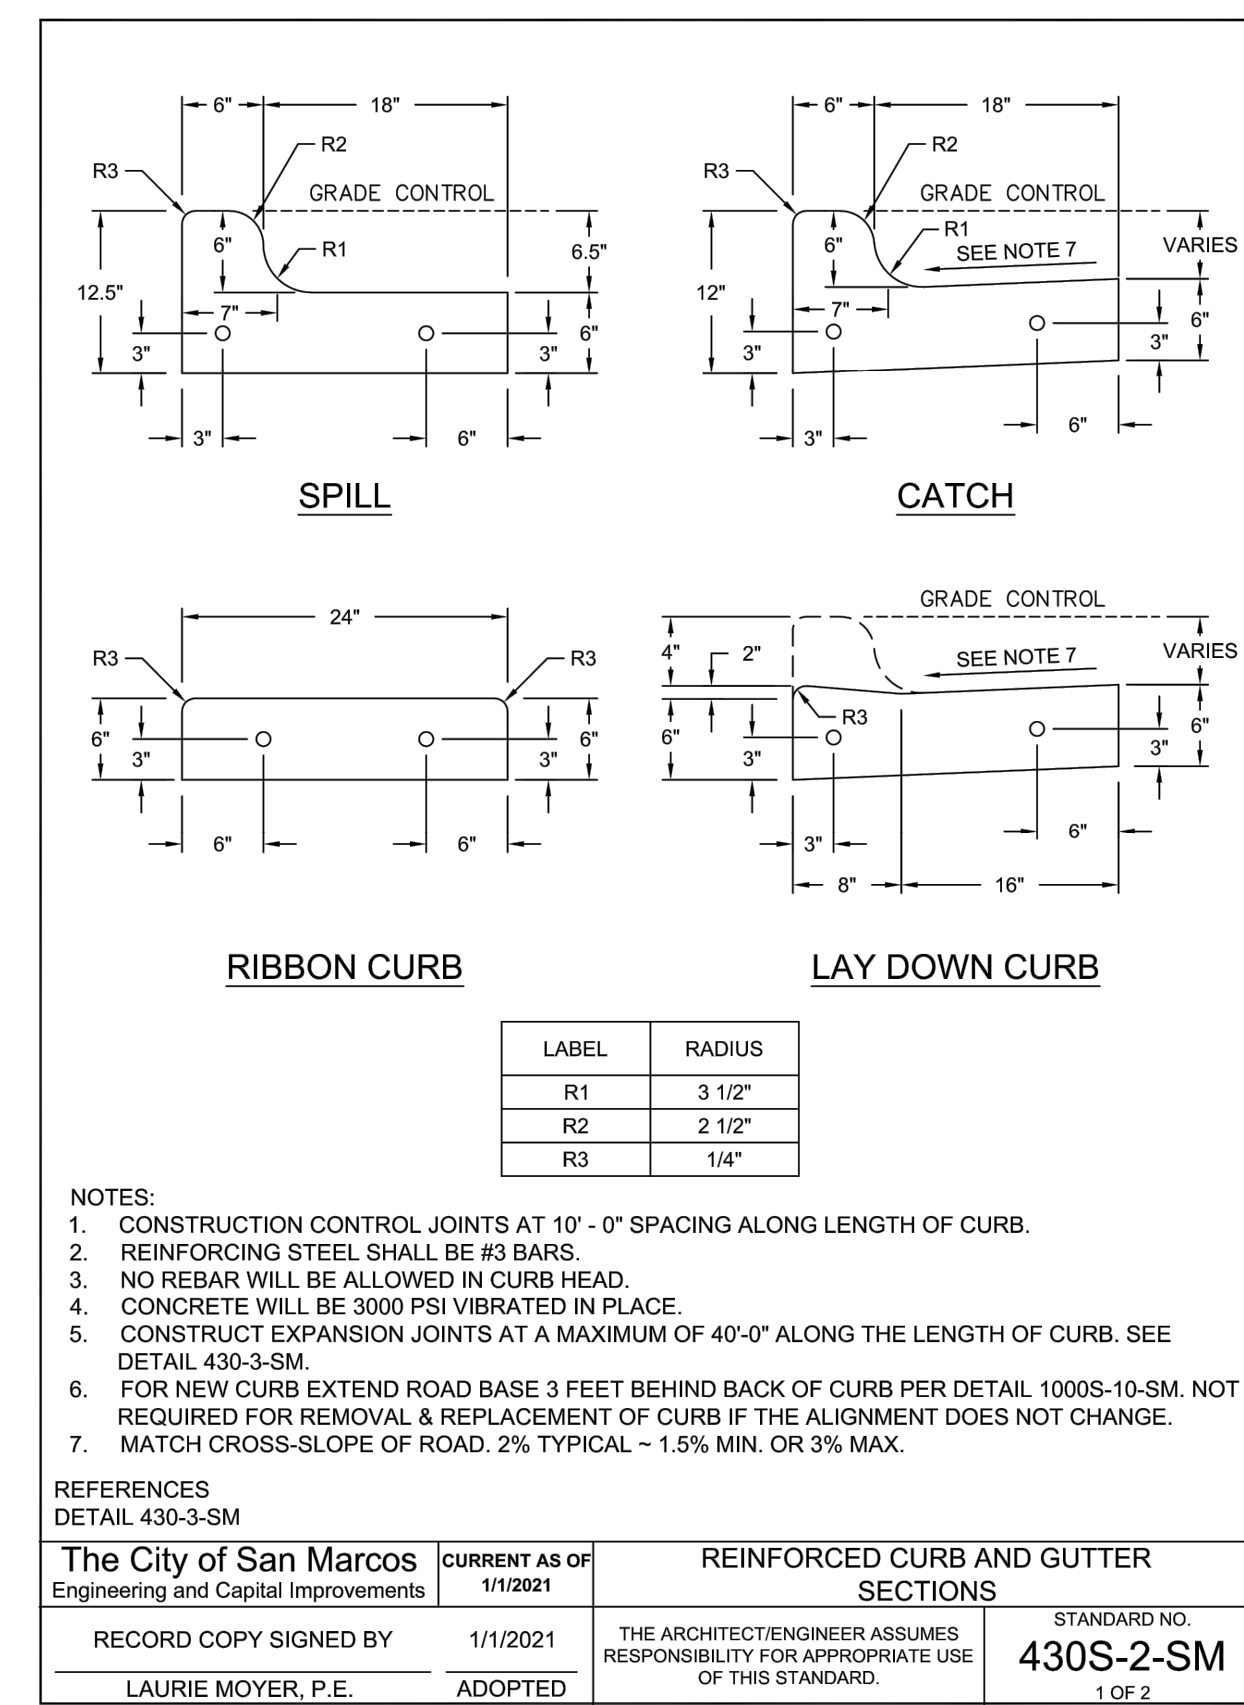 6" 18"
R3 R2
GRADE CONTROL
6" R1 6.5"
12.5"
7"
3" 3" 6"
3" 6"
SPILL
6" 18"
R3 R2
GRADE CONTROL
6" R1 SEE NOTE 7 VARIES
12"
7"
3" 3" 6"
3" 6"
CATCH
24"
R3 R3
6" 3" 3" 6"
6" 6"
RIBBON CURB
GRADE CONTROL
4" 2" SEE NOTE 7 VARIES
R3
6" 3" 3" 6"
3" 6"
8" 16"
LAY DOWN CURB
LABEL RADIUS
R1 3 1/2"
R2 2 1/2"
R3 1/4"
NOTES:
1. CONSTRUCTION CONTROL JOINTS AT 10' - 0" SPACING ALONG LENGTH OF CURB.
2. REINFORCING STEEL SHALL BE #3 BARS.
3. NO REBAR WILL BE ALLOWED IN CURB HEAD.
4. CONCRETE WILL BE 3000 PSI VIBRATED IN PLACE.
5. CONSTRUCT EXPANSION JOINTS AT A MAXIMUM OF 40'-0" ALONG THE LENGTH OF CURB. SEE
DETAIL 430-3-SM.
6. FOR NEW CURB EXTEND ROAD BASE 3 FEET BEHIND BACK OF CURB PER DETAIL 1000S-10-SM. NOT
REQUIRED FOR REMOVAL & REPLACEMENT OF CURB IF THE ALIGNMENT DOES NOT CHANGE.
7. MATCH CROSS-SLOPE OF ROAD. 2% TYPICAL ~ 1.5% MIN. OR 3% MAX.
REFERENCES
DETAIL 430-3-SM
The City of San Marcos
Engineering and Capital Improvements
CURRENT AS OF
1/1/2021
REINFORCED CURB AND GUTTER
SECTIONS
RECORD COPY SIGNED BY
LAURIE MOYER, P.E.
1/1/2021
ADOPTED
THE ARCHITECT/ENGINEER ASSUMES
RESPONSIBILITY FOR APPROPRIATE USE
OF THIS STANDARD.
STANDARD NO.
430S-2-SM
1 OF 2